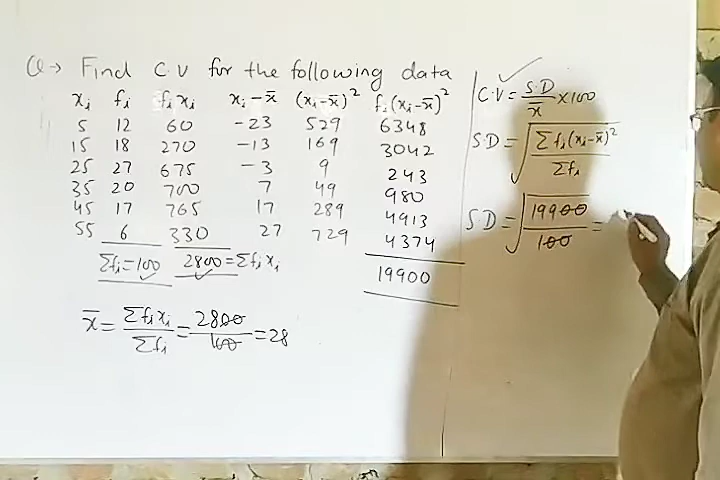 Q→ Find C.V for the following data
xᵢ fᵢ fᵢxᵢ xᵢ-x̄ (xᵢ-x̄)² fᵢ(xᵢ-x̄)²
5 12 60 -23 529 6348
15 18 270 -13 169 3042
25 27 675 -3 9 243
35 20 700 7 49 980
45 17 765 17 289 4913
55 6 330 27 729 4374
Σfᵢ=100 2800=Σfᵢxᵢ 19900
x̄ = Σfᵢxᵢ/Σfᵢ = 2800/100 = 28
C.V = S.D/x̄ × 100
S.D = √(Σfᵢ(xᵢ-x̄)²/Σfᵢ)
S.D = √(19900/100) =